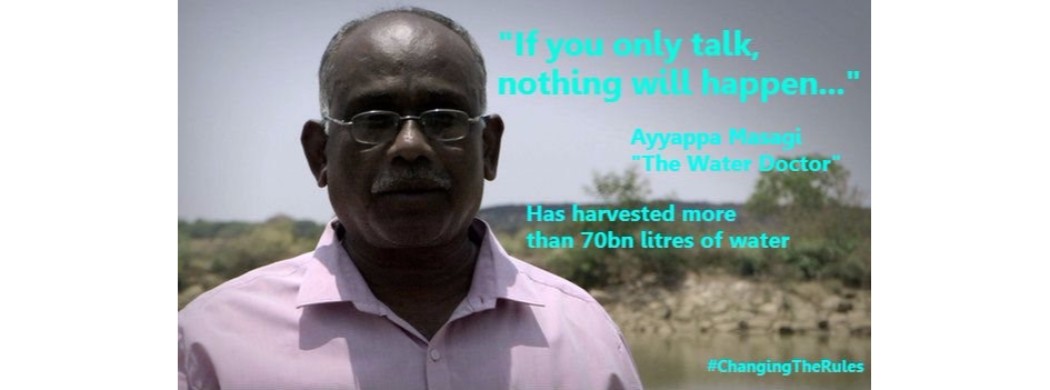 "If you only talk,
nothing will happen..."
Ayyappa Masagi
"The Water Doctor"
Has harvested more
than 70bn litres of water
#ChangingTheRules